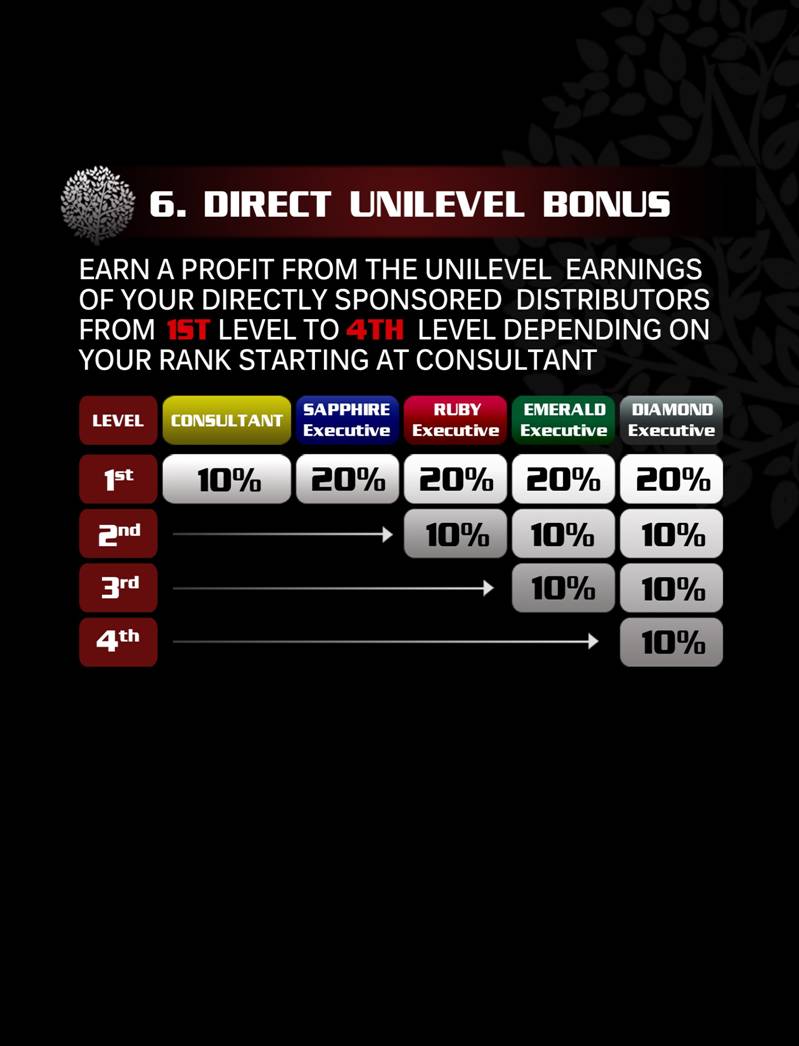 6. DIRECT UNILEVEL BONUS
EARN A PROFIT FROM THE UNILEVEL EARNINGS
OF YOUR DIRECTLY SPONSORED DISTRIBUTORS
FROM 1ST LEVEL TO 4TH LEVEL DEPENDING ON
YOUR RANK STARTING AT CONSULTANT
LEVEL CONSULTANT SAPPHIRE Executive RUBY Executive EMERALD Executive DIAMOND Executive
1st 10% 20% 20% 20% 20%
2nd 10% 10% 10%
3rd 10% 10%
4th 10%